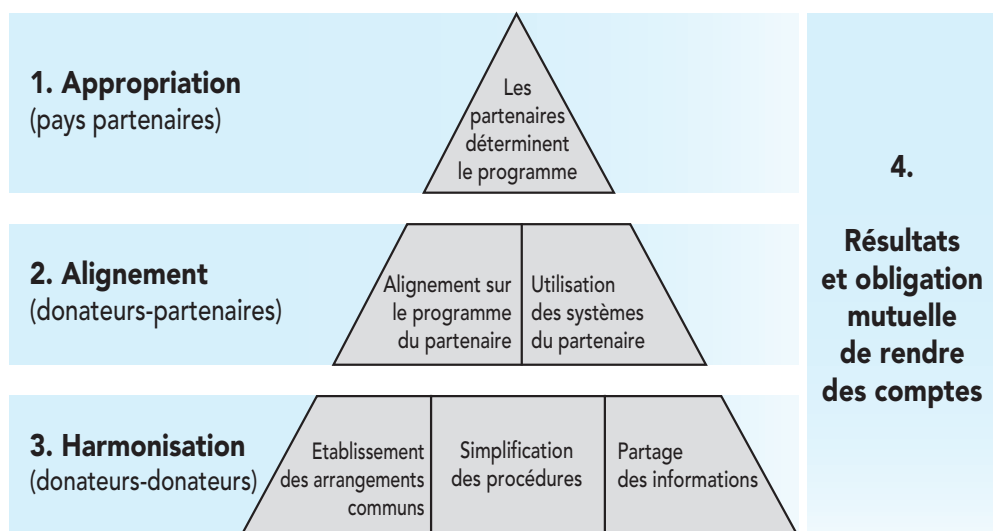 1. Appropriation
(pays partenaires)
Les
partenaires
déterminent
le programme
2. Alignement
(donateurs-partenaires)
Alignement sur
le programme
du partenaire
Utilisation
des systèmes
du partenaire
3. Harmonisation
(donateurs-donateurs)
Etablissement
des arrangements
communs
Simplification
des procédures
Partage
des informations
4.
Résultats
et obligation
mutuelle
de rendre
des comptes